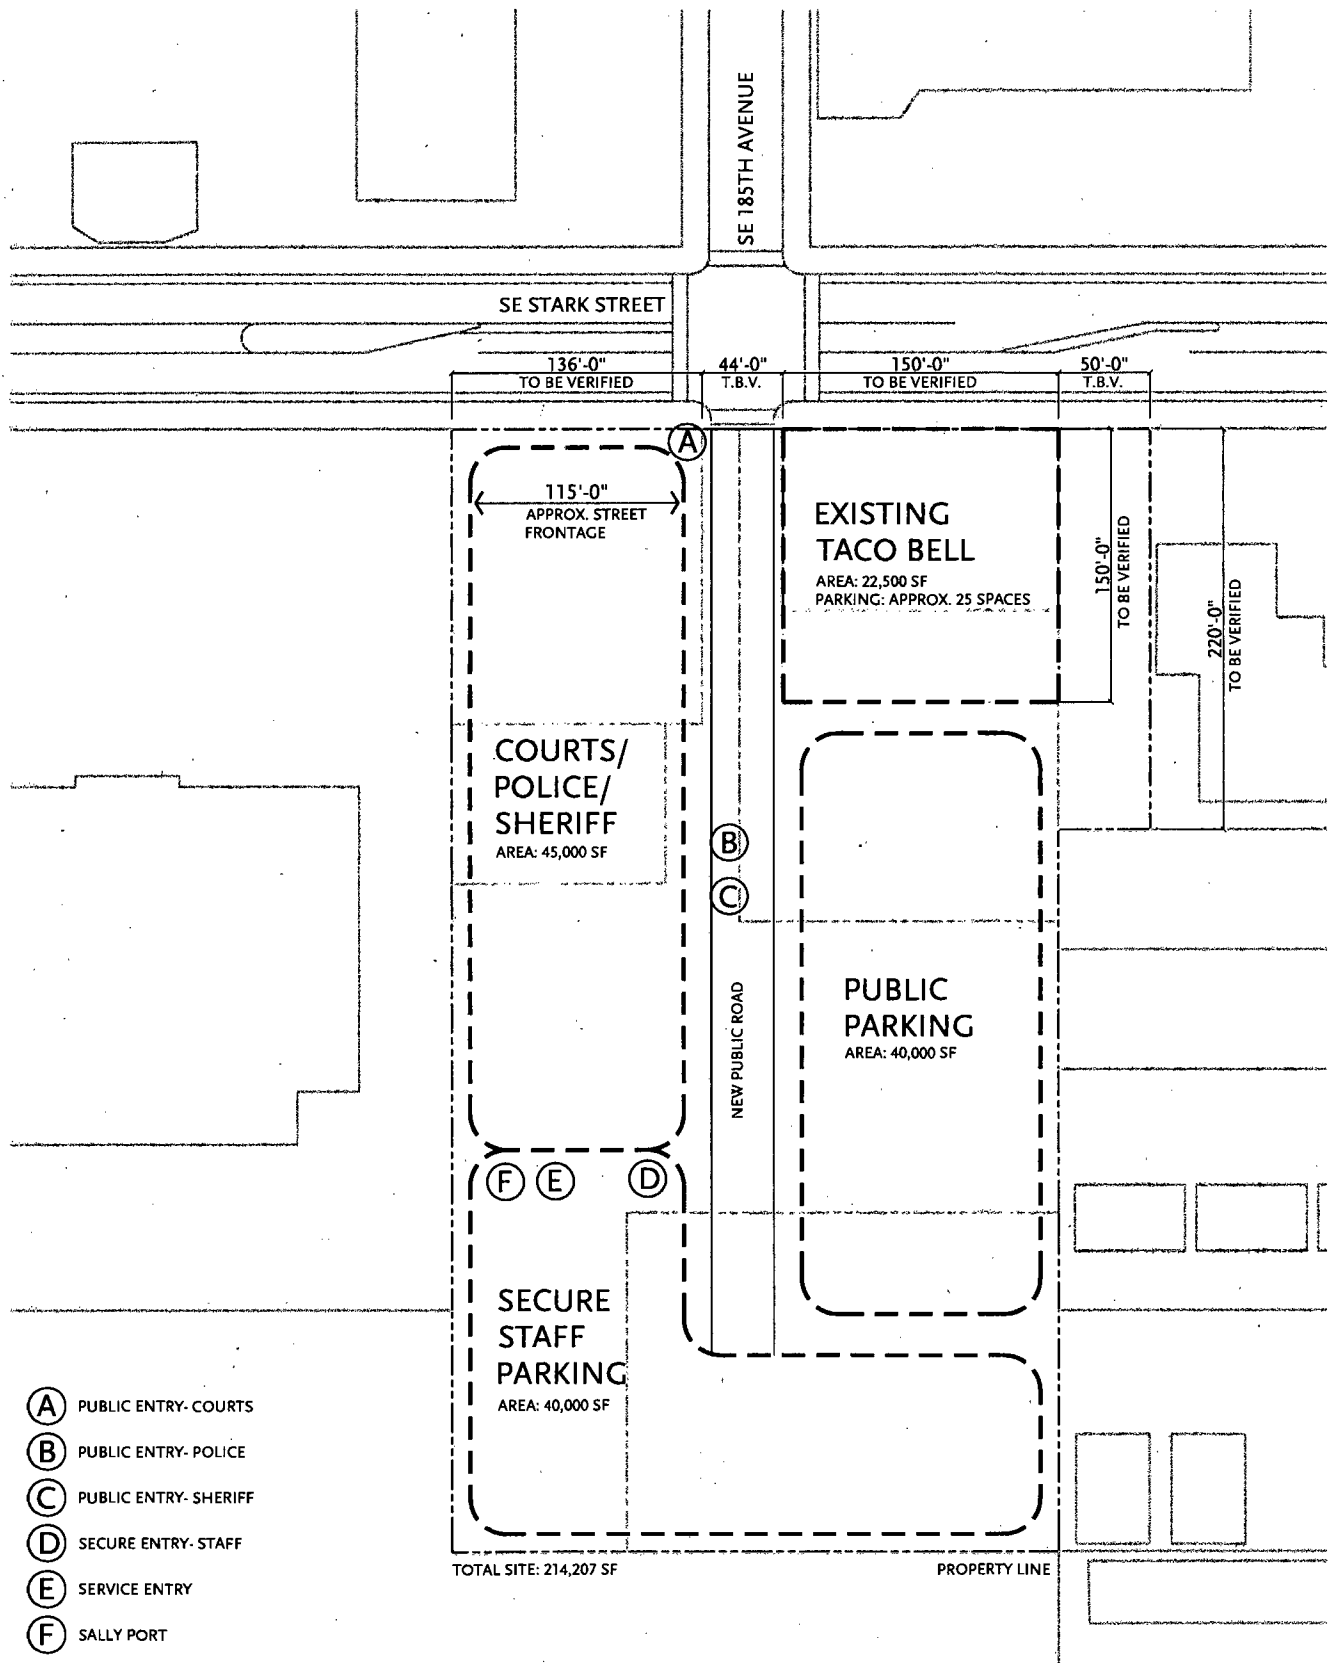 SE 185TH AVENUE
SE STARK STREET
136'-0"
TO BE VERIFIED
44'-0"
T.B.V.
150'-0"
TO BE VERIFIED
50'-0"
T.B.V.
A
115'-0"
APPROX. STREET
FRONTAGE
EXISTING
TACO BELL
AREA: 22,500 SF
PARKING: APPROX. 25 SPACES
150'-0"
TO BE VERIFIED
220'-0"
TO BE VERIFIED
COURTS/
POLICE/
SHERIFF
AREA: 45,000 SF
B
C
NEW PUBLIC ROAD
PUBLIC
PARKING
AREA: 40,000 SF
F E D
SECURE
STAFF
PARKING
AREA: 40,000 SF
A PUBLIC ENTRY- COURTS
B PUBLIC ENTRY- POLICE
C PUBLIC ENTRY- SHERIFF
D SECURE ENTRY- STAFF
E SERVICE ENTRY
F SALLY PORT
TOTAL SITE: 214,207 SF
PROPERTY LINE